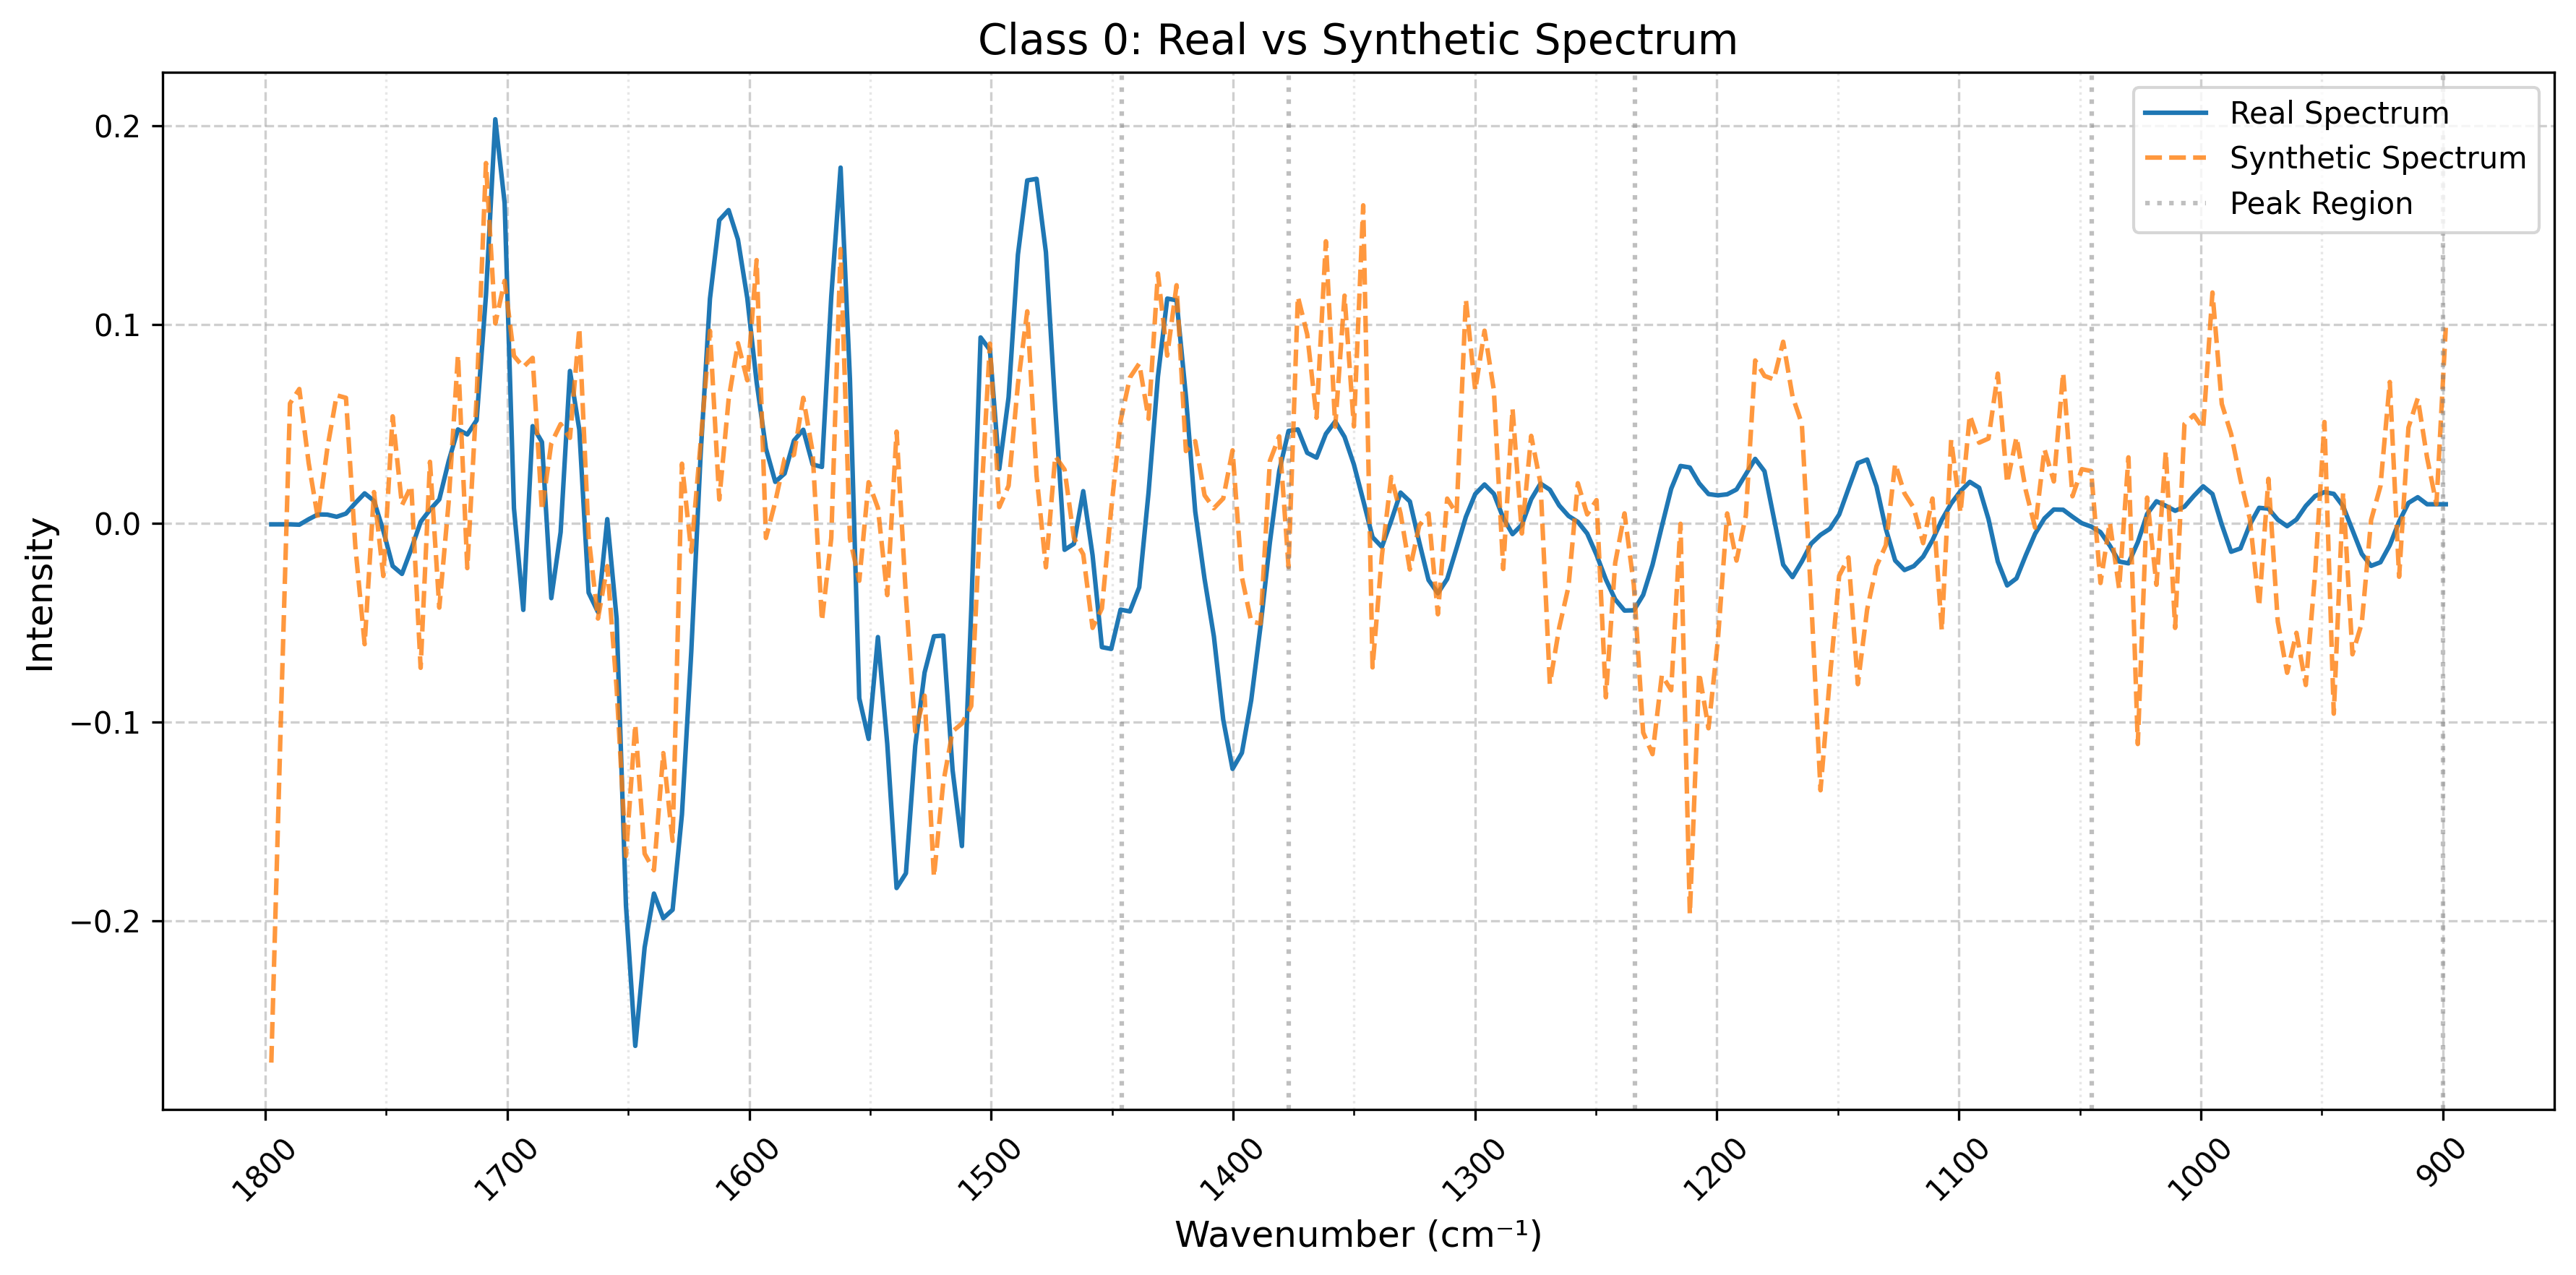 Class 0: Real vs Synthetic Spectrum
Real Spectrum
Synthetic Spectrum
Peak Region
Intensity
0.2
0.1
0.0
−0.1
−0.2
1800
1700
1600
1500
1400
1300
1200
1100
1000
900
Wavenumber (cm⁻¹)